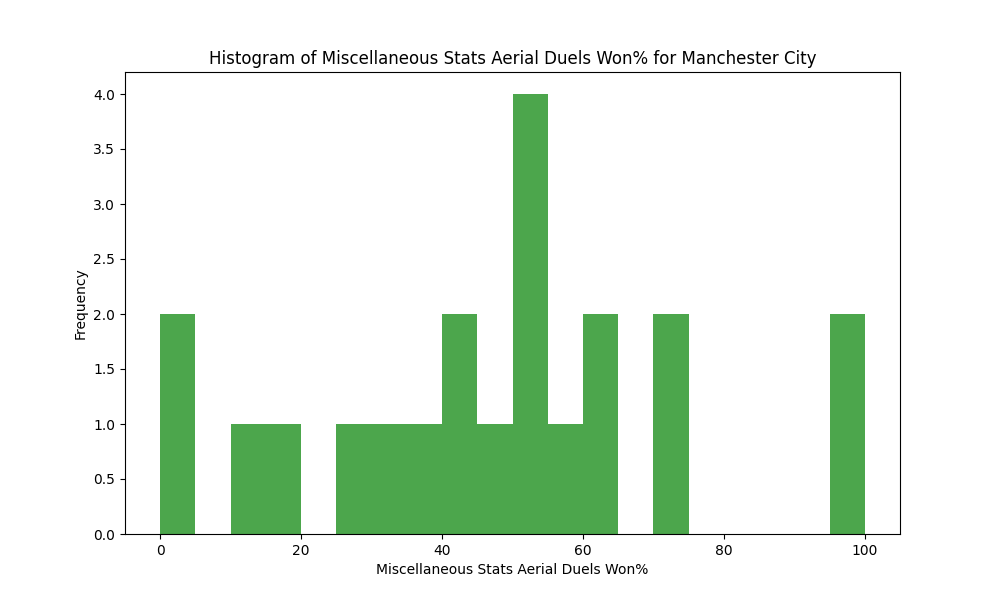 Histogram of Miscellaneous Stats Aerial Duels Won% for Manchester City
4.0
3.5
3.0
2.5
2.0
1.5
1.0
0.5
0.0
Frequency
0 20 40 60 80 100
Miscellaneous Stats Aerial Duels Won%